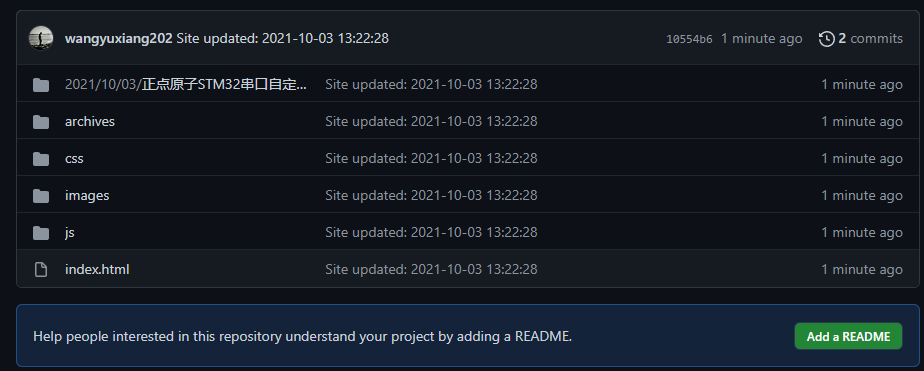 wangyuxiang202 Site updated: 2021-10-03 13:22:28 10554b6 1 minute ago 2 commits
2021/10/03/正点原子STM32串口自定... Site updated: 2021-10-03 13:22:28 1 minute ago
archives Site updated: 2021-10-03 13:22:28 1 minute ago
css Site updated: 2021-10-03 13:22:28 1 minute ago
images Site updated: 2021-10-03 13:22:28 1 minute ago
js Site updated: 2021-10-03 13:22:28 1 minute ago
index.html Site updated: 2021-10-03 13:22:28 1 minute ago
Help people interested in this repository understand your project by adding a README. Add a README